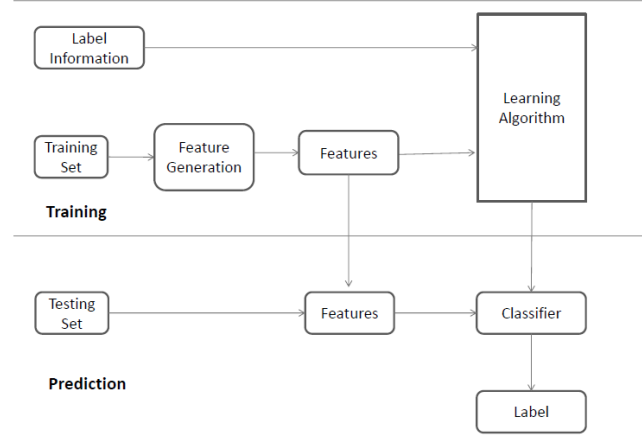 Label
Information
Learning
Algorithm
Training
Set
Feature
Generation
Features
Training
Testing
Set
Features
Classifier
Prediction
Label